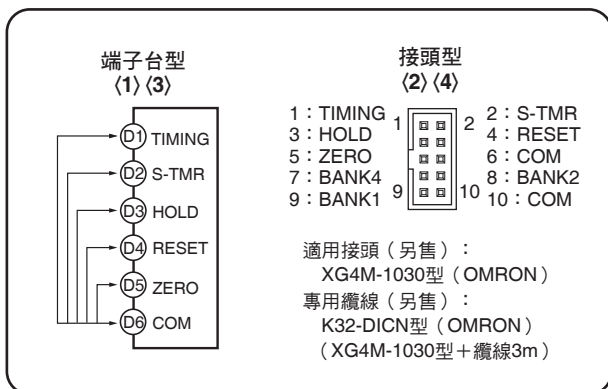 端子台型
〈1〉〈3〉
D1 TIMING
D2 S-TMR
D3 HOLD
D4 RESET
D5 ZERO
D6 COM
接頭型
〈2〉〈4〉
1：TIMING 1 2 2：S-TMR
3：HOLD 4：RESET
5：ZERO 6：COM
7：BANK4 8：BANK2
9：BANK1 9 10 10：COM
適用接頭（另售）：
XG4M-1030型（OMRON）
專用纜線（另售）：
K32-DICN型（OMRON）
（XG4M-1030型＋纜線3m）